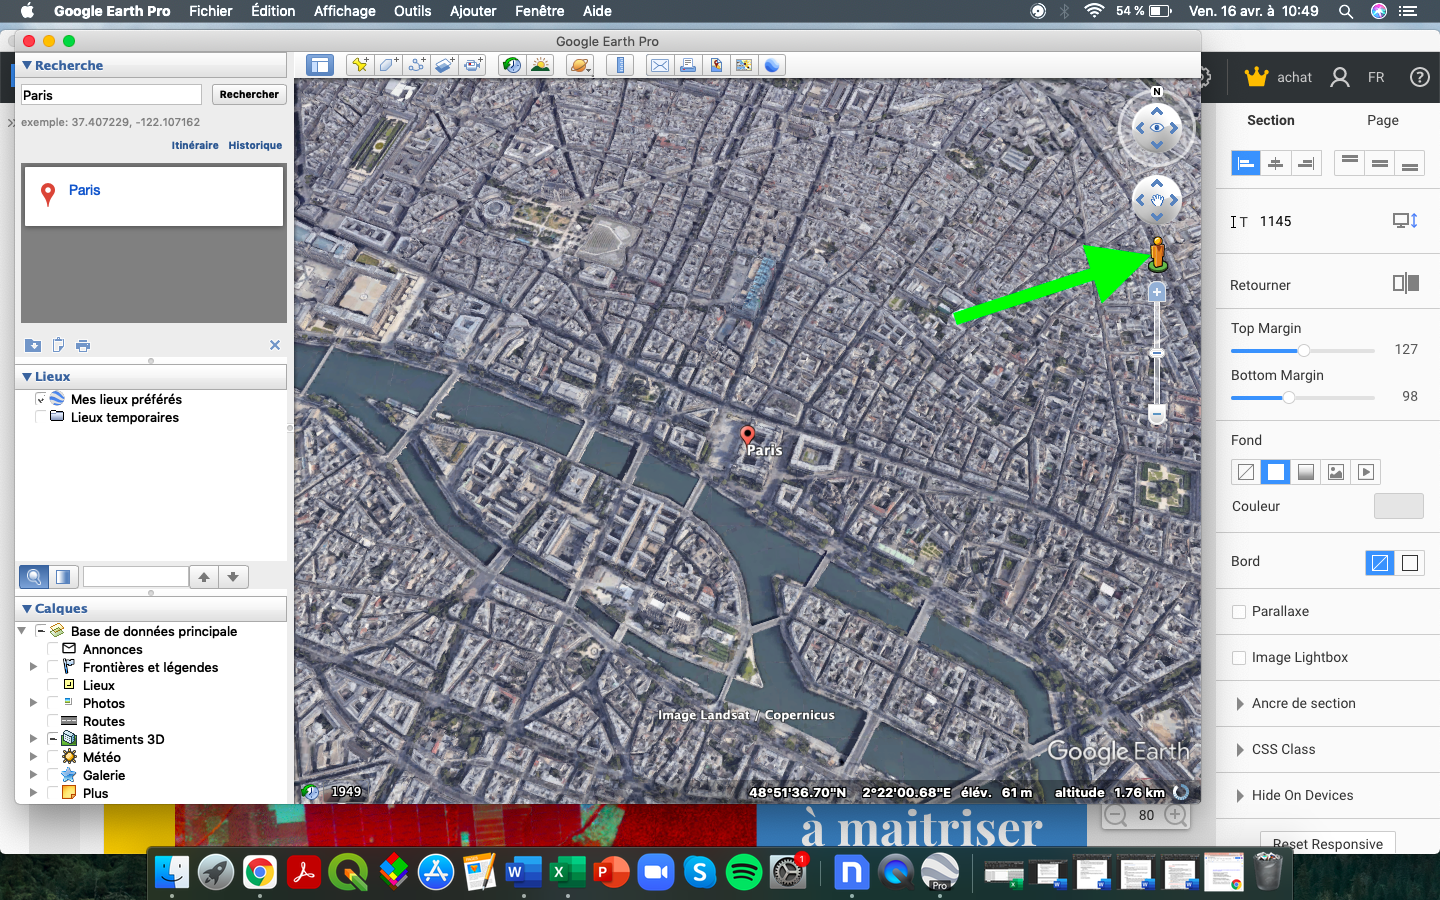 Google Earth Pro Fichier Édition Affichage Outils Ajouter Fenêtre Aide
54 % Ven. 16 avr. à 10:49
Google Earth Pro
Recherche
Paris
Rechercher
exemple: 37.407229, -122.107162
Itinéraire Historique
Paris
Lieux
Mes lieux préférés
Lieux temporaires
Calques
Base de données principale
Annonces
Frontières et légendes
Lieux
Photos
Routes
Bâtiments 3D
Météo
Galerie
Plus
N
Paris
Image Landsat / Copernicus
Google Earth
1949
48°51'36.70"N 2°22'00.68"E élév. 61 m altitude 1.76 km
achat FR
Section Page
T 1145
Retourner
Top Margin
127
Bottom Margin
98
Fond
Couleur
Bord
Parallaxe
Image Lightbox
Ancre de section
CSS Class
Hide On Devices
Reset Responsive
à maitriser
80
W X P S 1 n Pro